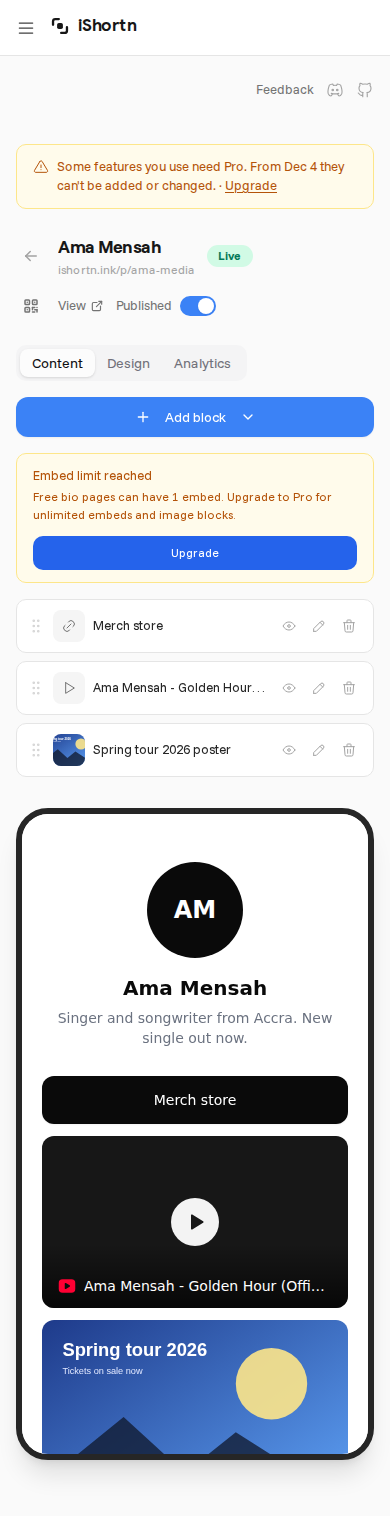 iShortn
Feedback
Some features you use need Pro. From Dec 4 they
can't be added or changed. · Upgrade
Ama Mensah
ishortn.ink/p/ama-media
Live
View
Published
Content
Design
Analytics
Add block
Embed limit reached
Free bio pages can have 1 embed. Upgrade to Pro for
unlimited embeds and image blocks.
Upgrade
Merch store
Ama Mensah - Golden Hour...
Spring tour 2026 poster
AM
Ama Mensah
Singer and songwriter from Accra. New
single out now.
Merch store
Ama Mensah - Golden Hour (Offi...
Spring tour 2026
Tickets on sale now